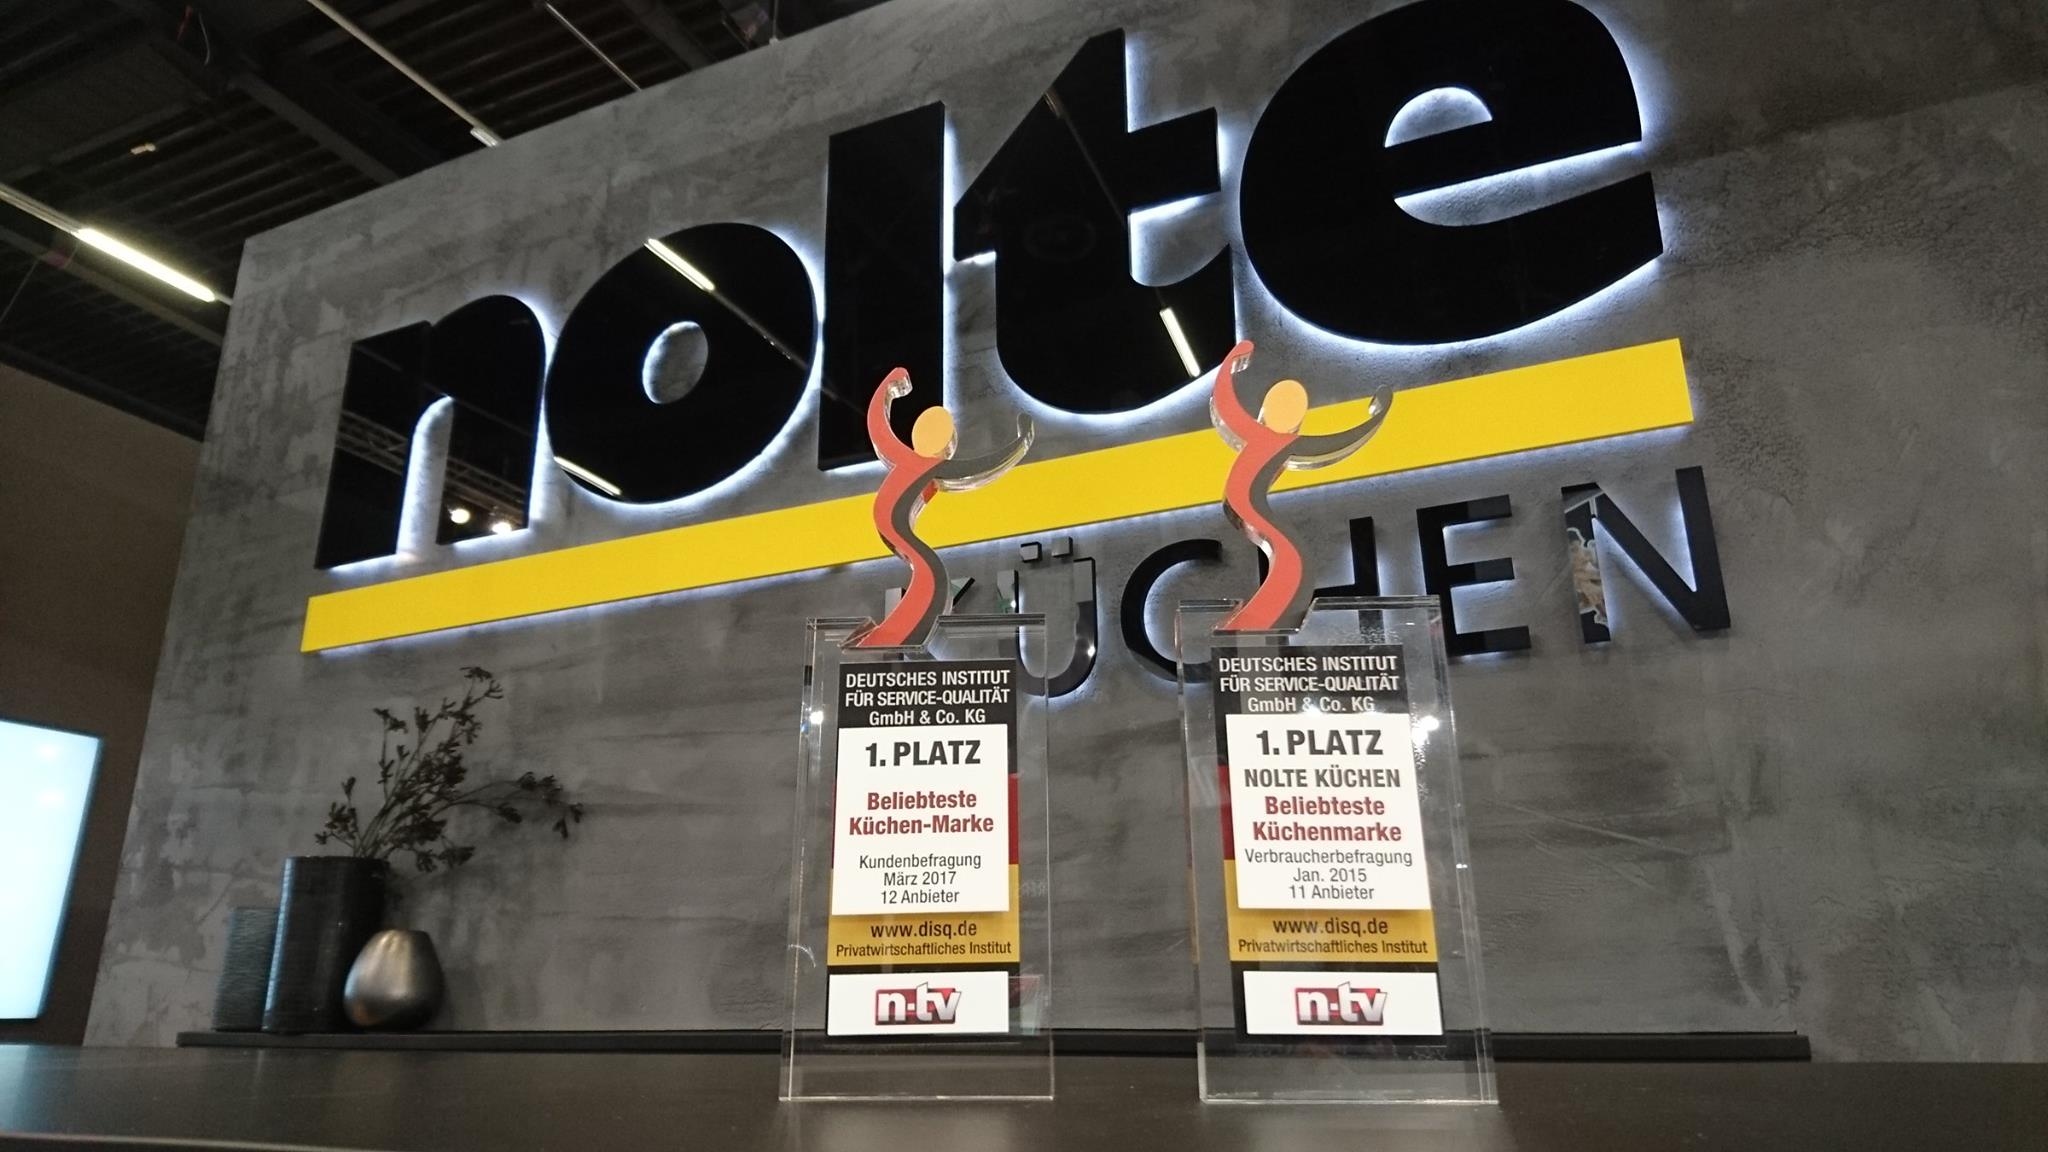 nolte
KÜCHEN
DEUTSCHES INSTITUT
FÜR SERVICE-QUALITÄT
GmbH & Co. KG
1. PLATZ
Beliebteste
Küchen-Marke
Kundenbefragung
März 2017
12 Anbieter
www.disq.de
Privatwirtschaftliches Institut
n-tv
DEUTSCHES INSTITUT
FÜR SERVICE-QUALITÄT
GmbH & Co. KG
1. PLATZ
NOLTE KÜCHEN
Beliebteste
Küchenmarke
Verbraucherbefragung
Jan. 2015
11 Anbieter
www.disq.de
Privatwirtschaftliches Institut
n-tv